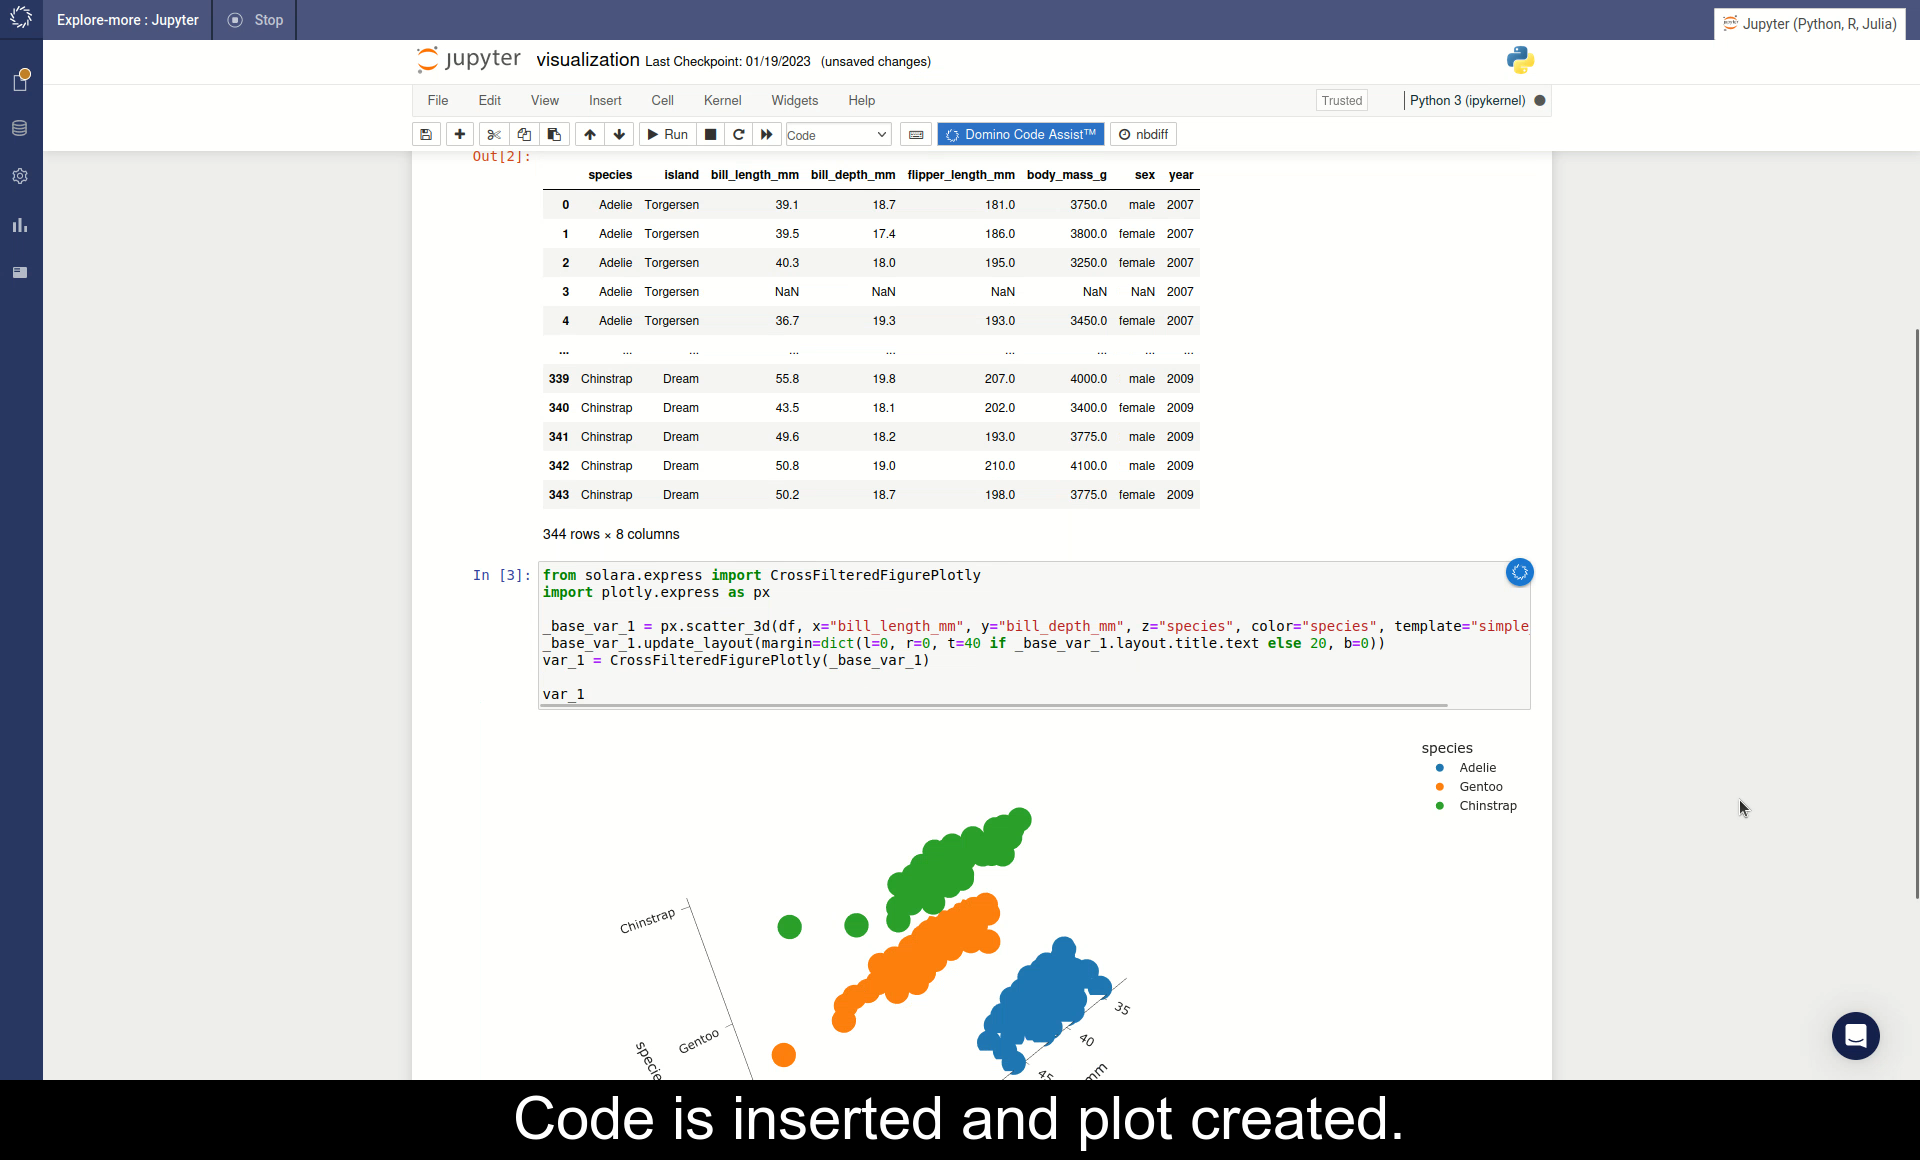 Explore-more : Jupyter Stop Jupyter (Python, R, Julia)
jupyter visualization Last Checkpoint: 01/19/2023 (unsaved changes)
File Edit View Insert Cell Kernel Widgets Help Trusted Python 3 (ipykernel)
Run Code Domino Code Assist™ nbdiff
Out[2]:
species island bill_length_mm bill_depth_mm flipper_length_mm body_mass_g sex year
0 Adelie Torgersen 39.1 18.7 181.0 3750.0 male 2007
1 Adelie Torgersen 39.5 17.4 186.0 3800.0 female 2007
2 Adelie Torgersen 40.3 18.0 195.0 3250.0 female 2007
3 Adelie Torgersen NaN NaN NaN NaN NaN 2007
4 Adelie Torgersen 36.7 19.3 193.0 3450.0 female 2007
... ... ... ... ... ... ... ... ...
339 Chinstrap Dream 55.8 19.8 207.0 4000.0 male 2009
340 Chinstrap Dream 43.5 18.1 202.0 3400.0 female 2009
341 Chinstrap Dream 49.6 18.2 193.0 3775.0 male 2009
342 Chinstrap Dream 50.8 19.0 210.0 4100.0 male 2009
343 Chinstrap Dream 50.2 18.7 198.0 3775.0 female 2009
344 rows × 8 columns
In [3]: from solara.express import CrossFilteredFigurePlotly
import plotly.express as px
_base_var_1 = px.scatter_3d(df, x="bill_length_mm", y="bill_depth_mm", z="species", color="species", template="simple_
_base_var_1.update_layout(margin=dict(l=0, r=0, t=40 if _base_var_1.layout.title.text else 20, b=0))
var_1 = CrossFilteredFigurePlotly(_base_var_1)
var_1
species
Adelie
Gentoo
Chinstrap
Chinstrap
Gentoo
specie
35
40
45
mm
Code is inserted and plot created.